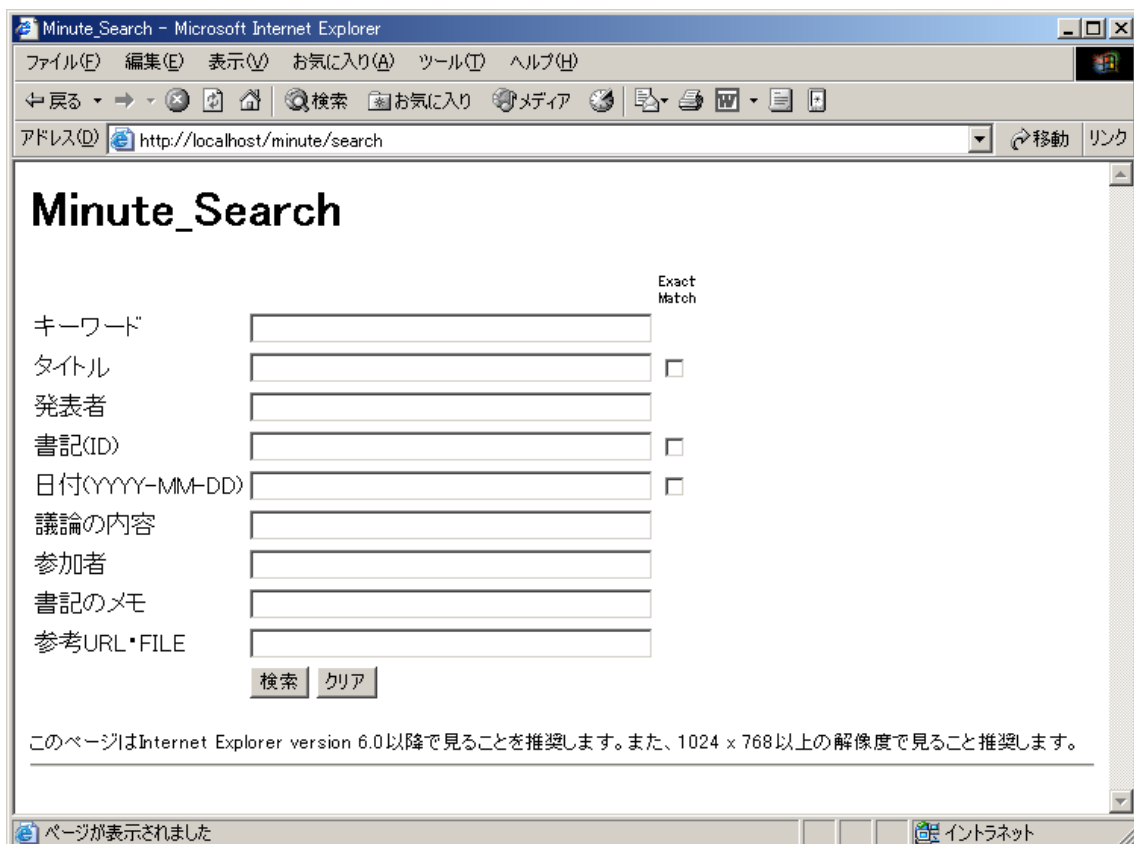 Minute_Search - Microsoft Internet Explorer
ファイル(F) 編集(E) 表示(V) お気に入り(A) ツール(T) ヘルプ(H)
戻る 検索 お気に入り メディア
アドレス(D) http://localhost/minute/search 移動 リンク
Minute_Search
Exact
Match
キーワード
タイトル
発表者
書記(ID)
日付(YYYY-MM-DD)
議論の内容
参加者
書記のメモ
参考URL・FILE
検索 クリア
このページはInternet Explorer version 6.0以降で見ることを推奨します。また、1024 x 768以上の解像度で見ること推奨します。
ページが表示されました イントラネット